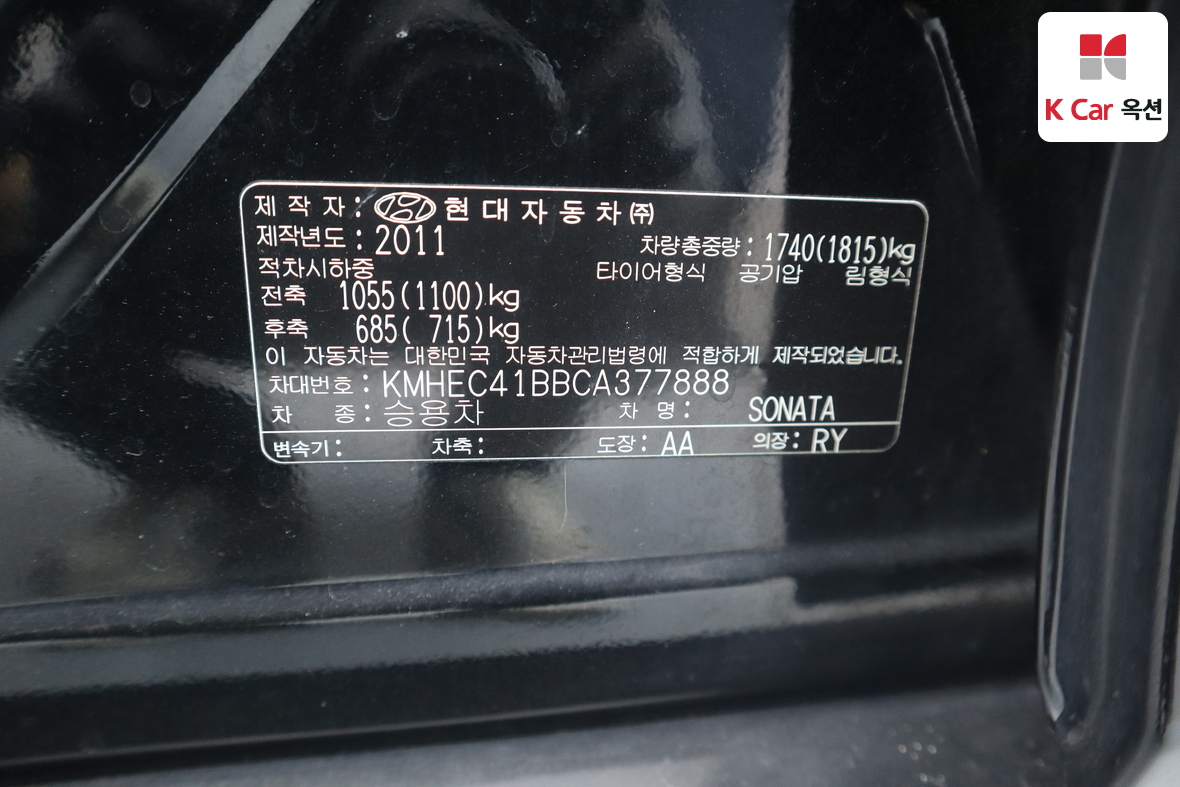 K Car 옥션
제 작 자 : 현 대 자 동 차 ㈜
제작년도 : 2011 차량총중량 : 1740(1815)kg
적차시하중 타이어형식 공기압 림형식
전축 1055(1100)kg
후축 685( 715)kg
이 자동차는 대한민국 자동차관리법령에 적합하게 제작되었습니다.
차대번호 : KMHEC41BBCA377888
차 종 : 승용차 차 명 : SONATA
변속기 : 차축 : 도장 : AA 의장 : RY